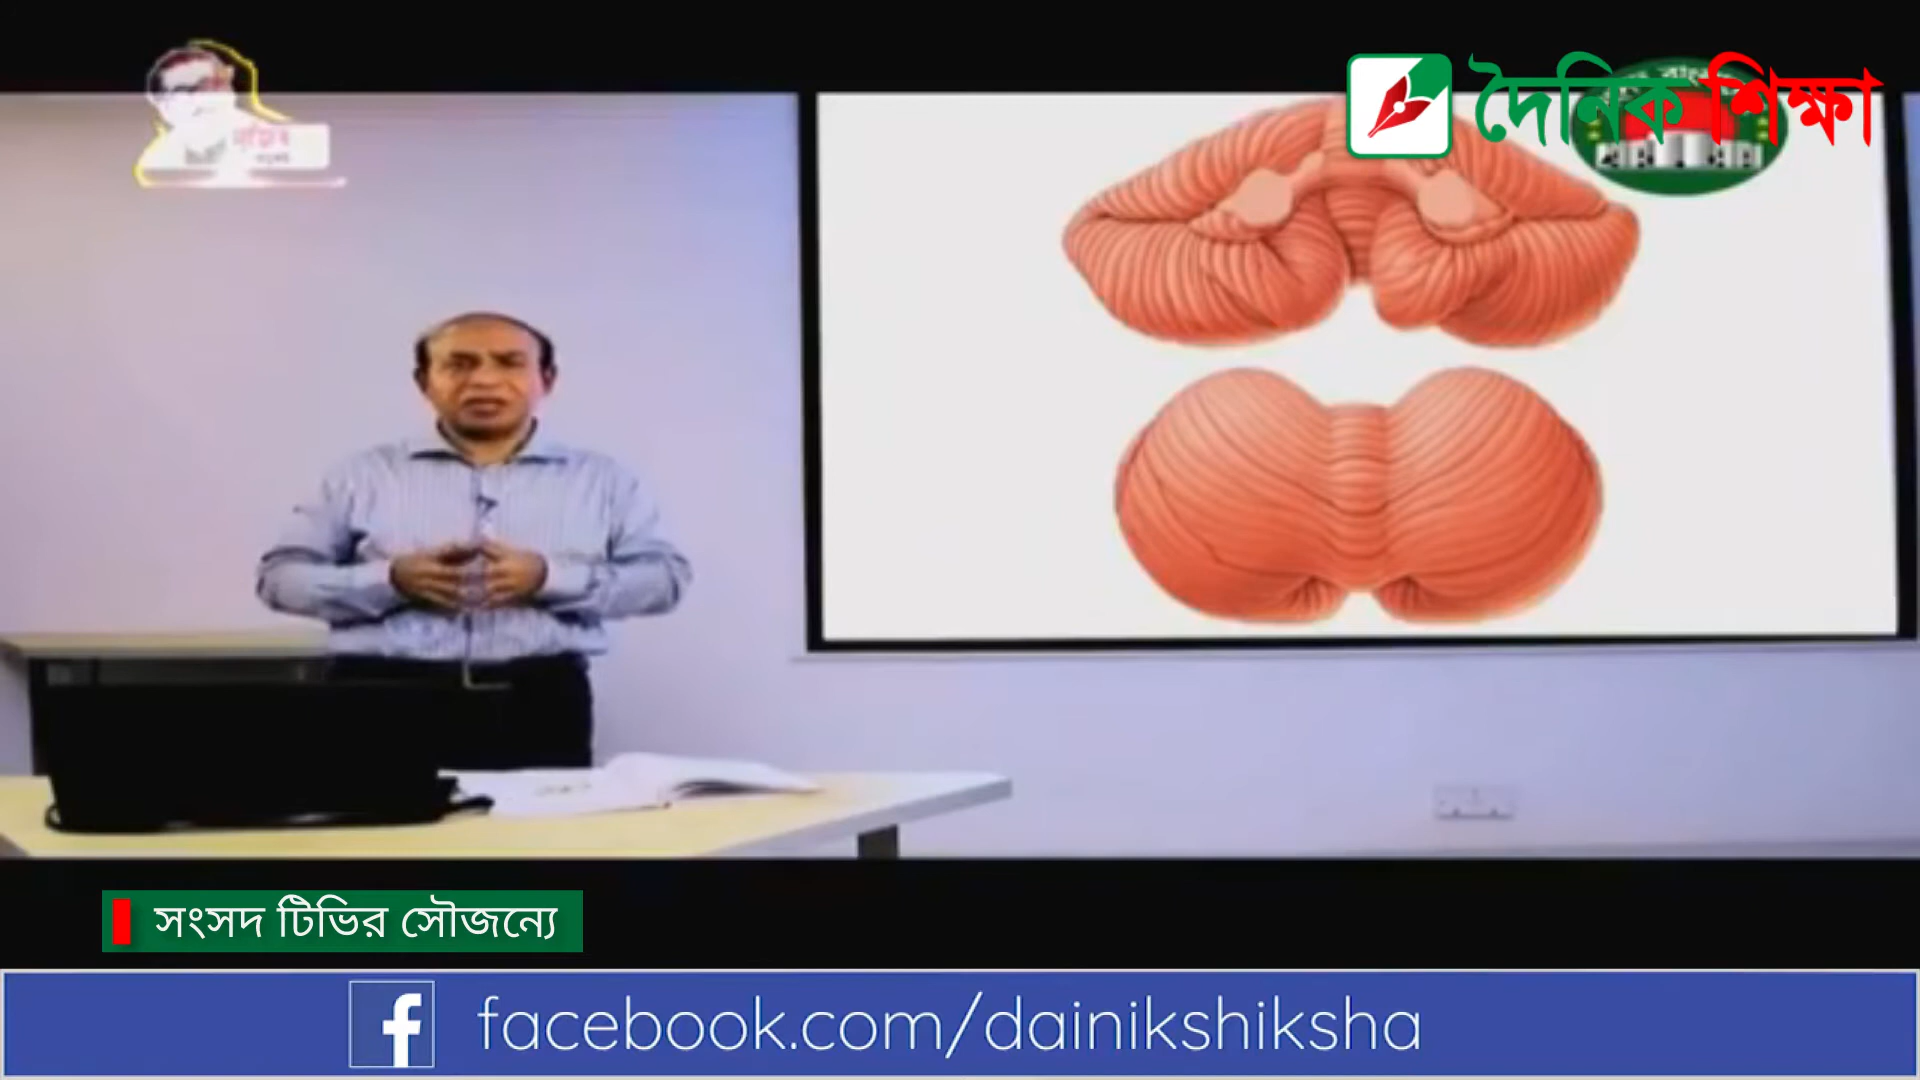 দৈনিক শিক্ষা
সংসদ টিভির সৌজন্যে
facebook.com/dainikshiksha